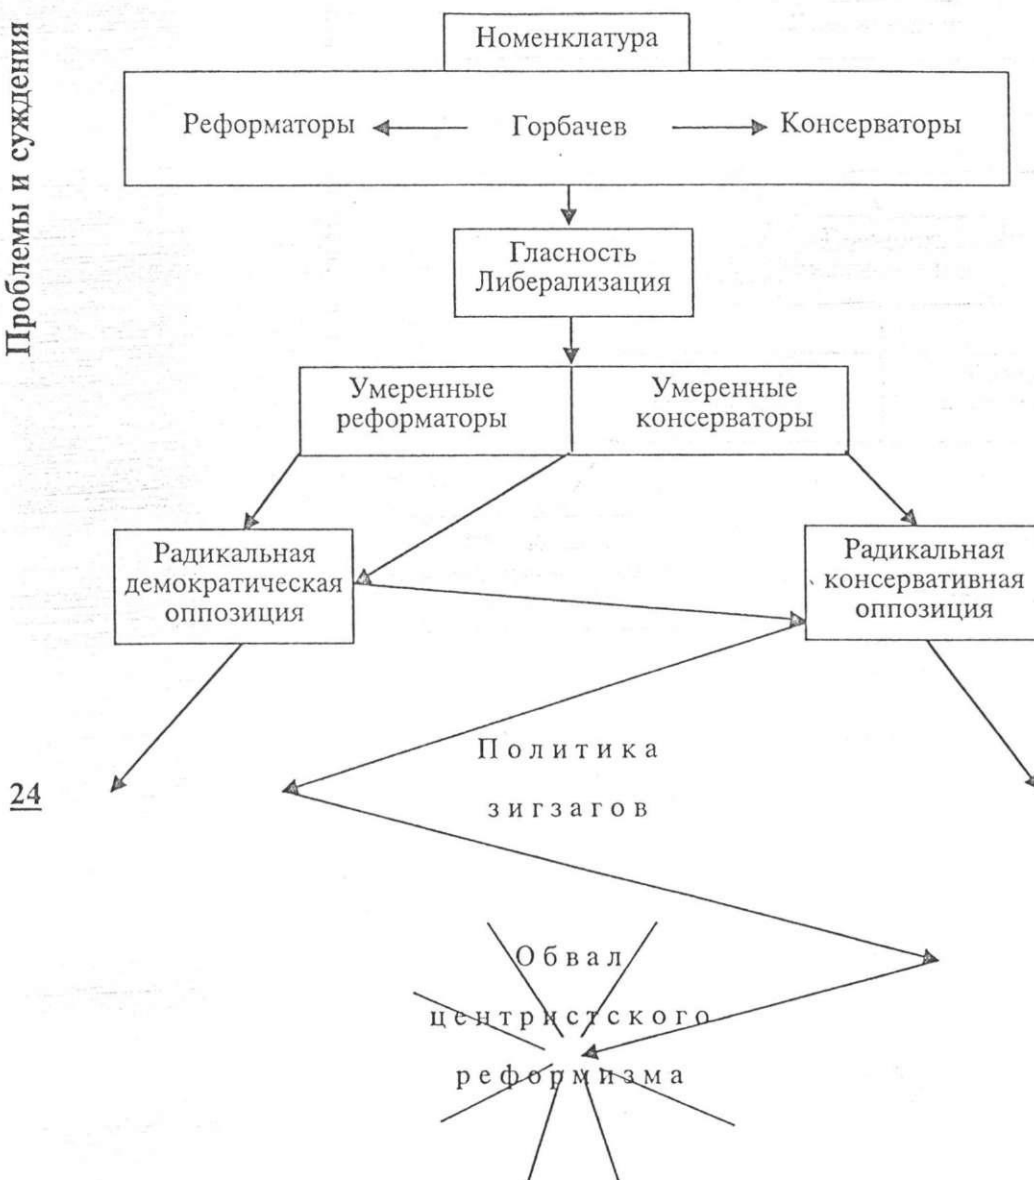 Проблемы и суждения
Номенклатура
Реформаторы Горбачев Консерваторы
Гласность
Либерализация
Умеренные
реформаторы
Умеренные
консерваторы
Радикальная
демократическая
оппозиция
Радикальная
консервативная
оппозиция
Политика
зигзагов
24
Обвал
центристского
реформизма